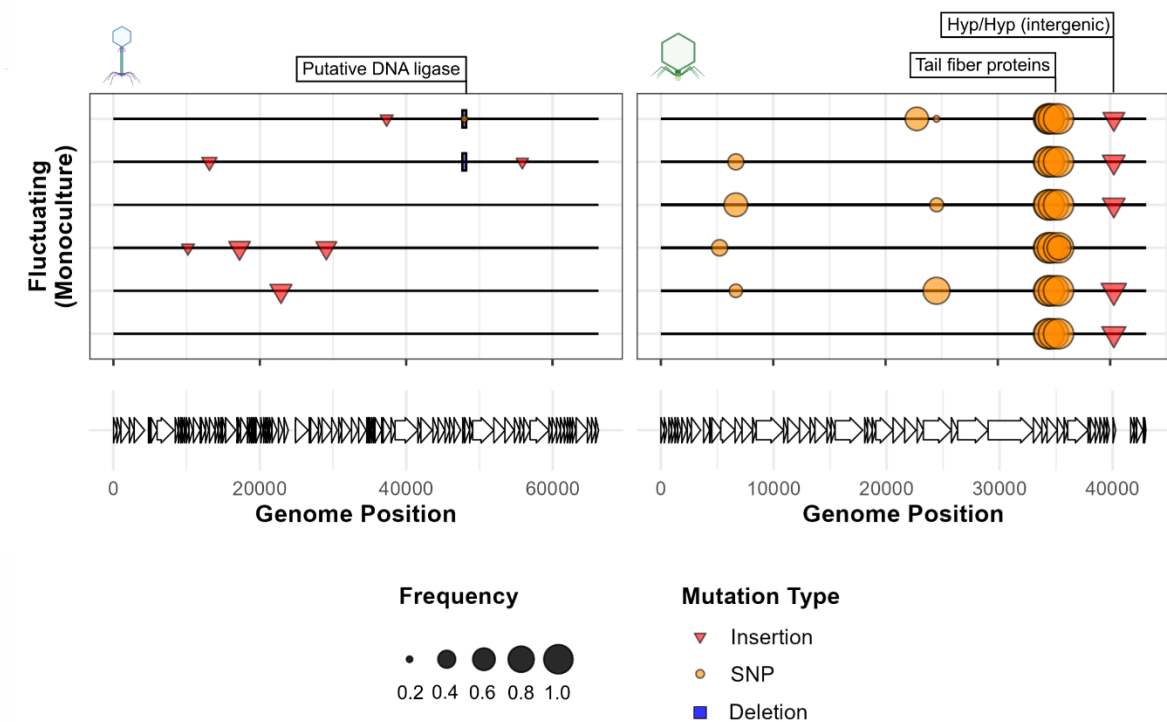 Hyp/Hyp (intergenic)
Putative DNA ligase
Tail fiber proteins
Fluctuating
(Monoculture)
0 20000 40000 60000
0 10000 20000 30000 40000
Genome Position
Genome Position
Frequency
0.2 0.4 0.6 0.8 1.0
Mutation Type
Insertion
SNP
Deletion